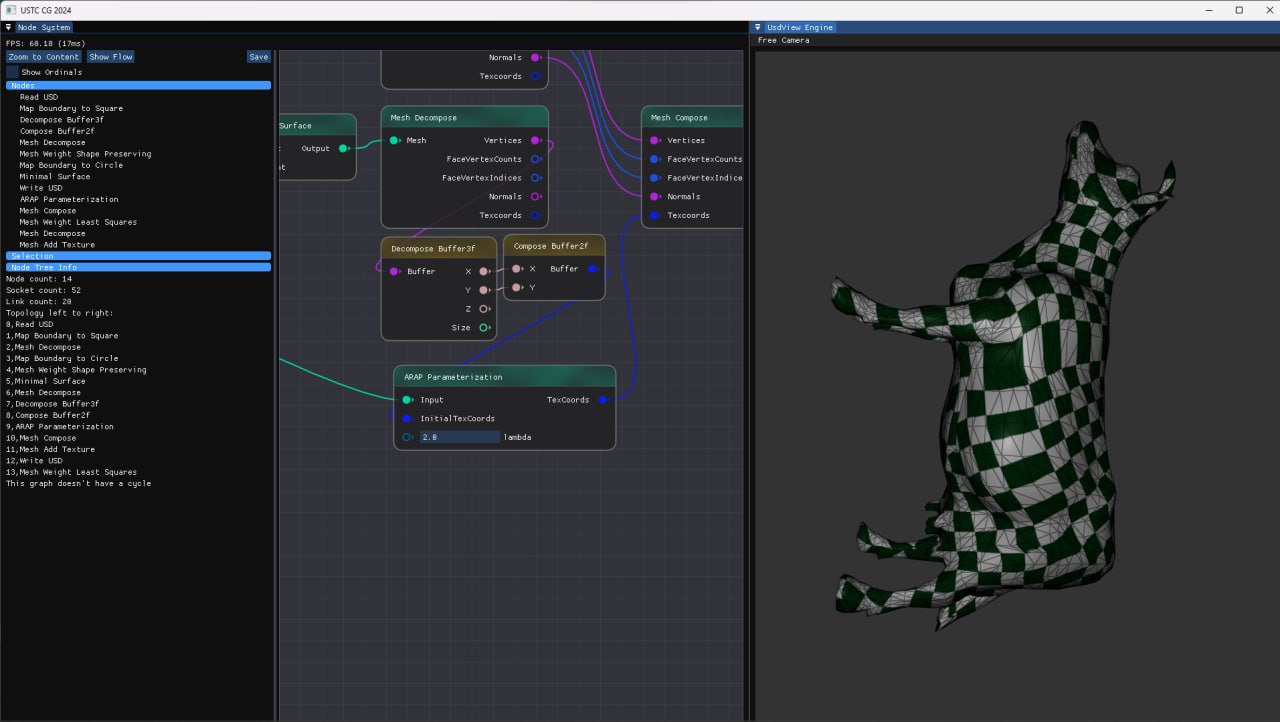 USTC CG 2024
Node System
FPS: 60.10 (17ms)
Zoom to Content Show Flow Save
Show Ordinals
Nodes
Read USD
Map Boundary to Square
Decompose Buffer3f
Compose Buffer2f
Mesh Decompose
Mesh Weight Shape Preserving
Map Boundary to Circle
Minimal Surface
Write USD
ARAP Parameterization
Mesh Compose
Mesh Weight Least Squares
Mesh Decompose
Mesh Add Texture
Selection
Node Tree Info
Node count: 14
Socket count: 52
Link count: 20
Topology left to right:
0,Read USD
1,Map Boundary to Square
2,Mesh Decompose
3,Map Boundary to Circle
4,Mesh Weight Shape Preserving
5,Minimal Surface
6,Mesh Decompose
7,Decompose Buffer3f
8,Compose Buffer2f
9,ARAP Parameterization
10,Mesh Compose
11,Mesh Add Texture
12,Write USD
13,Mesh Weight Least Squares
This graph doesn't have a cycle
Normals
Texcoords
Surface
Output
Mesh Decompose
Mesh Vertices
FaceVertexCounts
FaceVertexIndices
Normals
Texcoords
Mesh Compose
Vertices
FaceVertexCounts
FaceVertexIndice
Normals
Texcoords
Decompose Buffer3f
Buffer X
Y
Z
Size
Compose Buffer2f
X Buffer
Y
ARAP Parameterization
Input TexCoords
InitialTexCoords
2.0 lambda
UsdView Engine
Free Camera